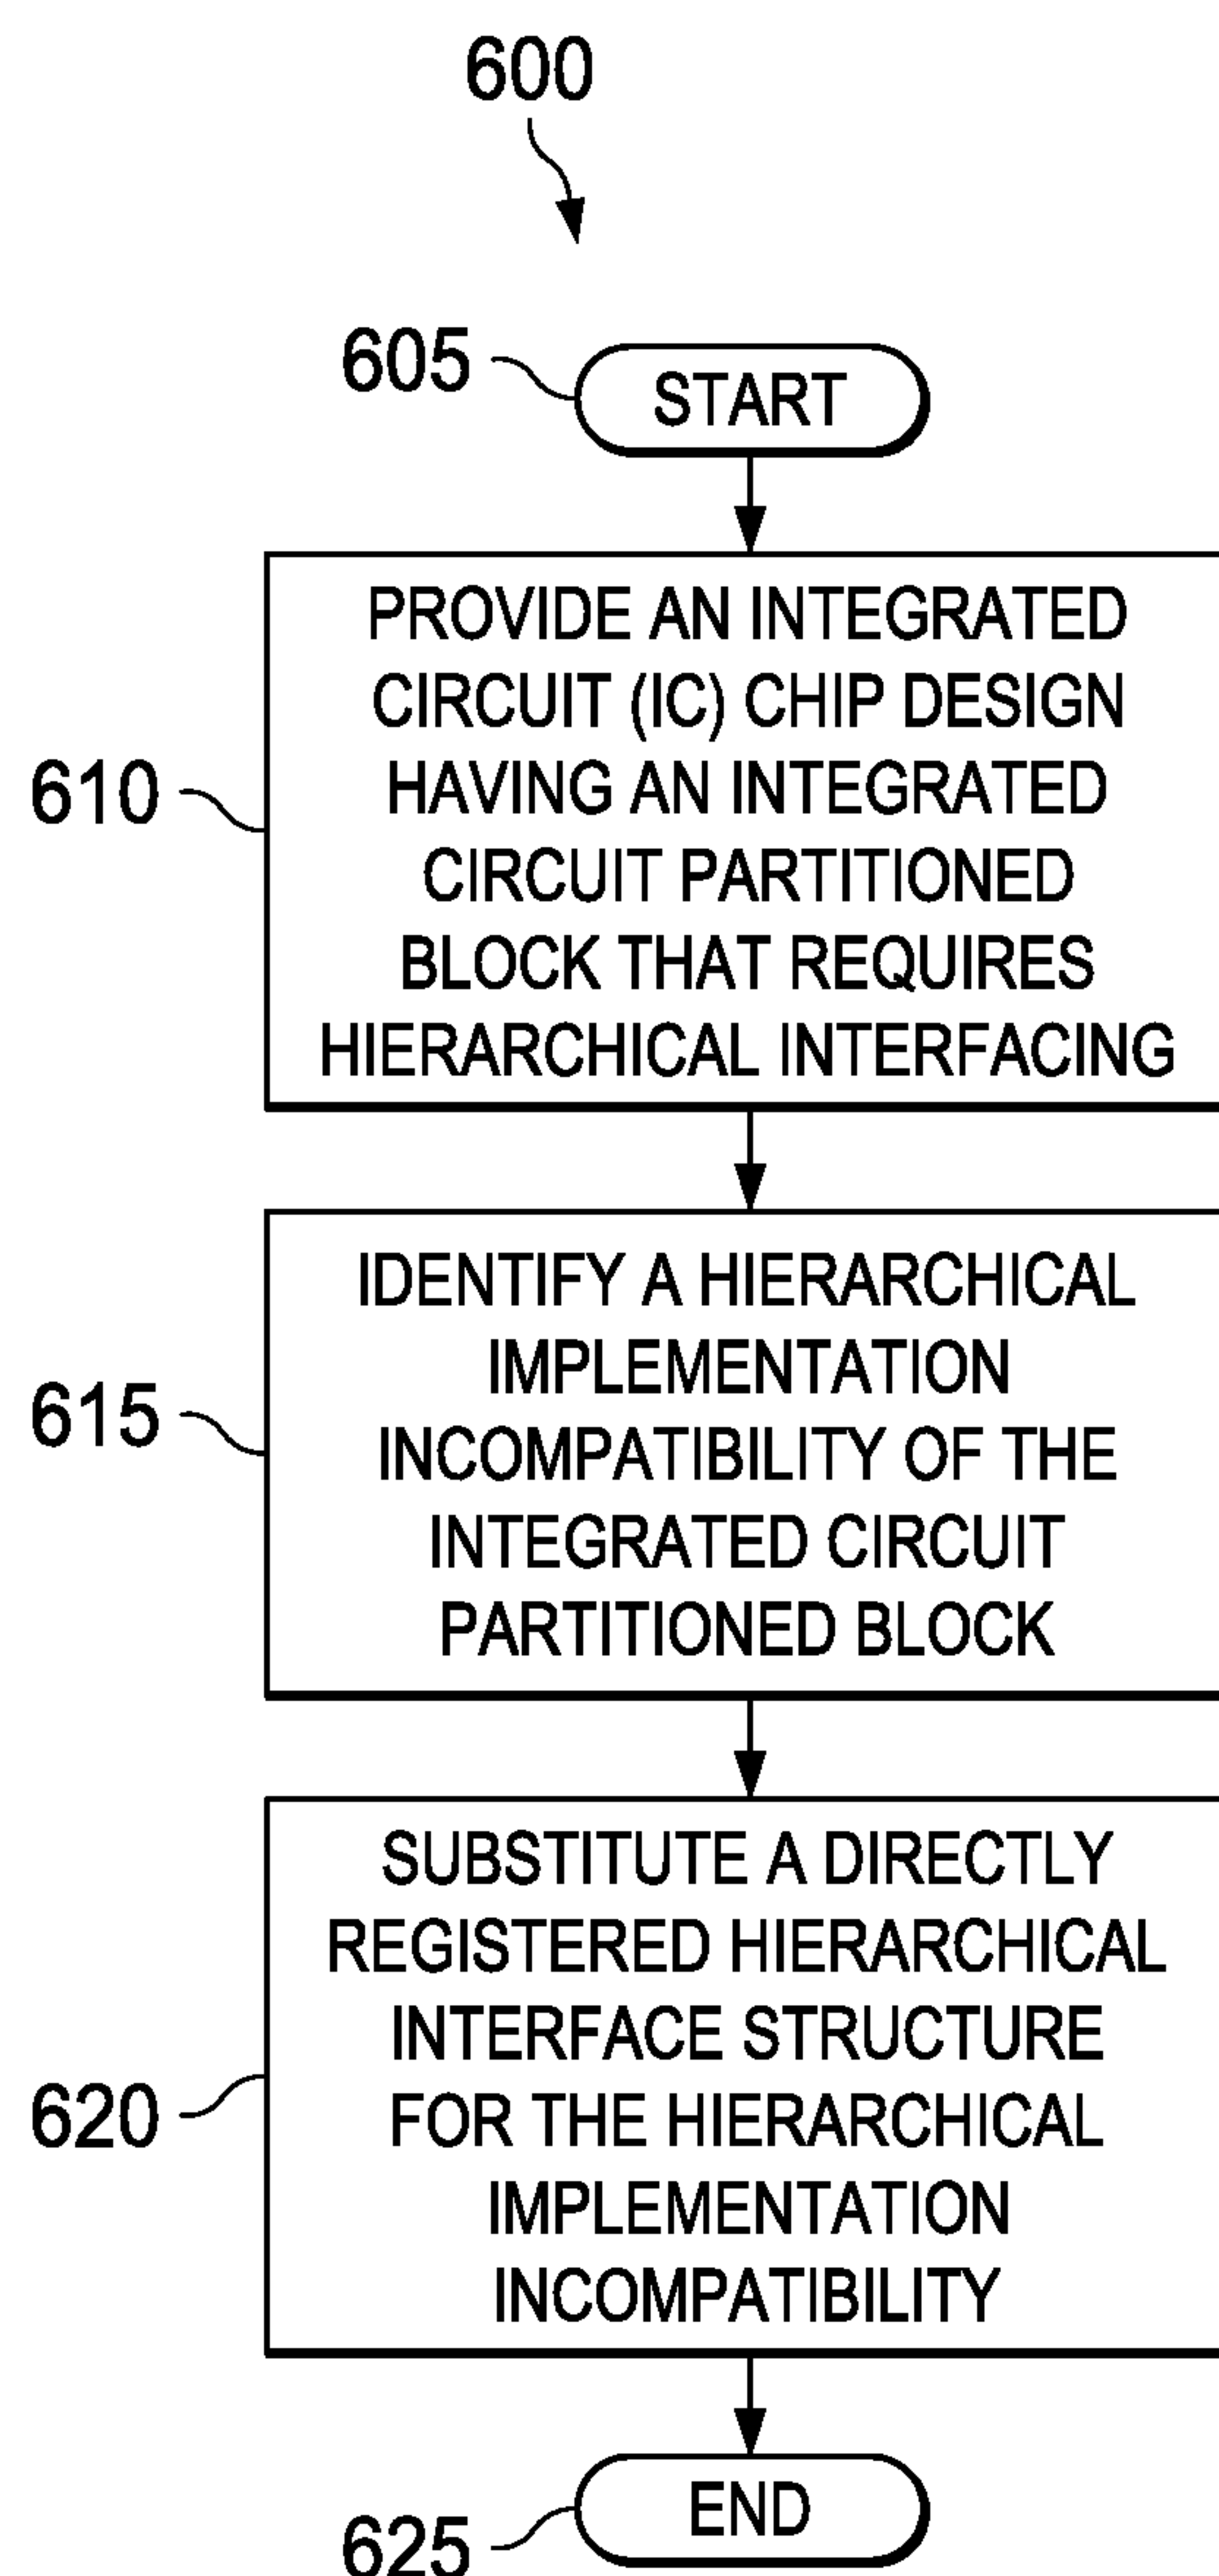 600
605
START
610
PROVIDE AN INTEGRATED
CIRCUIT (IC) CHIP DESIGN
HAVING AN INTEGRATED
CIRCUIT PARTITIONED
BLOCK THAT REQUIRES
HIERARCHICAL INTERFACING
615
IDENTIFY A HIERARCHICAL
IMPLEMENTATION
INCOMPATIBILITY OF THE
INTEGRATED CIRCUIT
PARTITIONED BLOCK
620
SUBSTITUTE A DIRECTLY
REGISTERED HIERARCHICAL
INTERFACE STRUCTURE
FOR THE HIERARCHICAL
IMPLEMENTATION
INCOMPATIBILITY
625
END